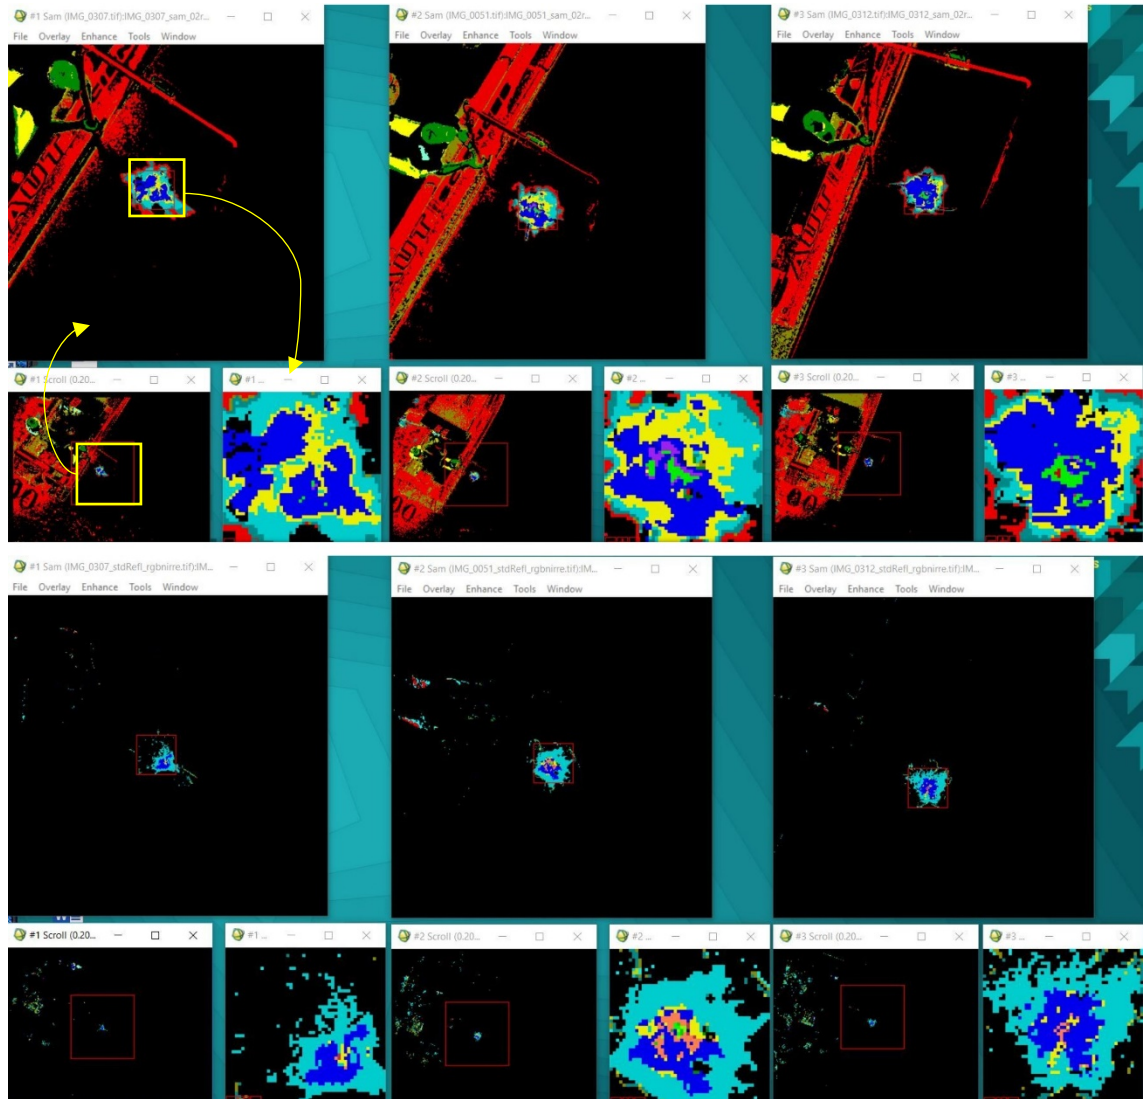 #1 Sam (IMG_0307.tif):IMG_0307_sam_02r...
File Overlay Enhance Tools Window
#2 Sam (IMG_0051.tif):IMG_0051_sam_02r...
File Overlay Enhance Tools Window
#3 Sam (IMG_0312.tif):IMG_0312_sam_02r...
File Overlay Enhance Tools Window
#1 Scroll (0.20...
#1 ...
#2 Scroll (0.20...
#2 ...
#3 Scroll (0.20...
#3 ...
#1 Sam (IMG_0307_stdRefl_rgbnirre.tif):IM...
File Overlay Enhance Tools Window
#2 Sam (IMG_0051_stdRefl_rgbnirre.tif):IM...
File Overlay Enhance Tools Window
#3 Sam (IMG_0312_stdRefl_rgbnirre.tif):IM...
File Overlay Enhance Tools Window
#1 Scroll (0.20...
#1 ...
#2 Scroll (0.20...
#2 ...
#3 Scroll (0.20...
#3 ...